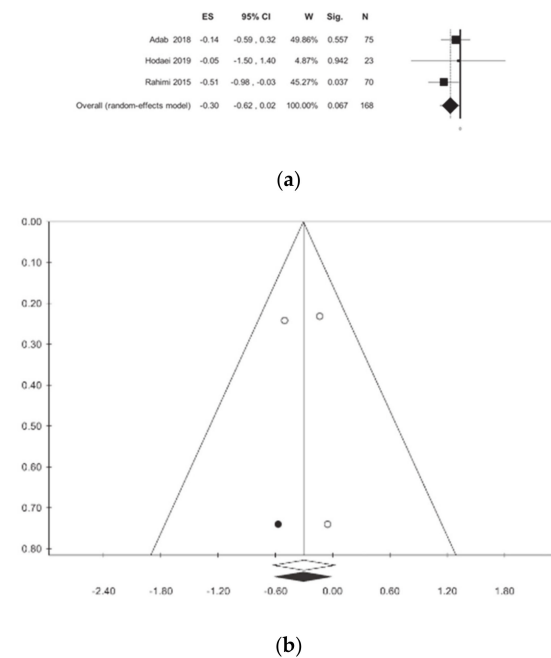 ES 95% CI W Sig. N
Adab 2018 -0.14 -0.59 , 0.32 49.86% 0.557 75
Hodaei 2019 -0.05 -1.50 , 1.40 4.87% 0.942 23
Rahimi 2015 -0.51 -0.98 , -0.03 45.27% 0.037 70
Overall (random-effects model) -0.30 -0.62 , 0.02 100.00% 0.067 168
(a)
0.00
0.10
0.20
0.30
0.40
0.50
0.60
0.70
0.80
-2.40 -1.80 -1.20 -0.60 0.00 0.60 1.20 1.80
(b)